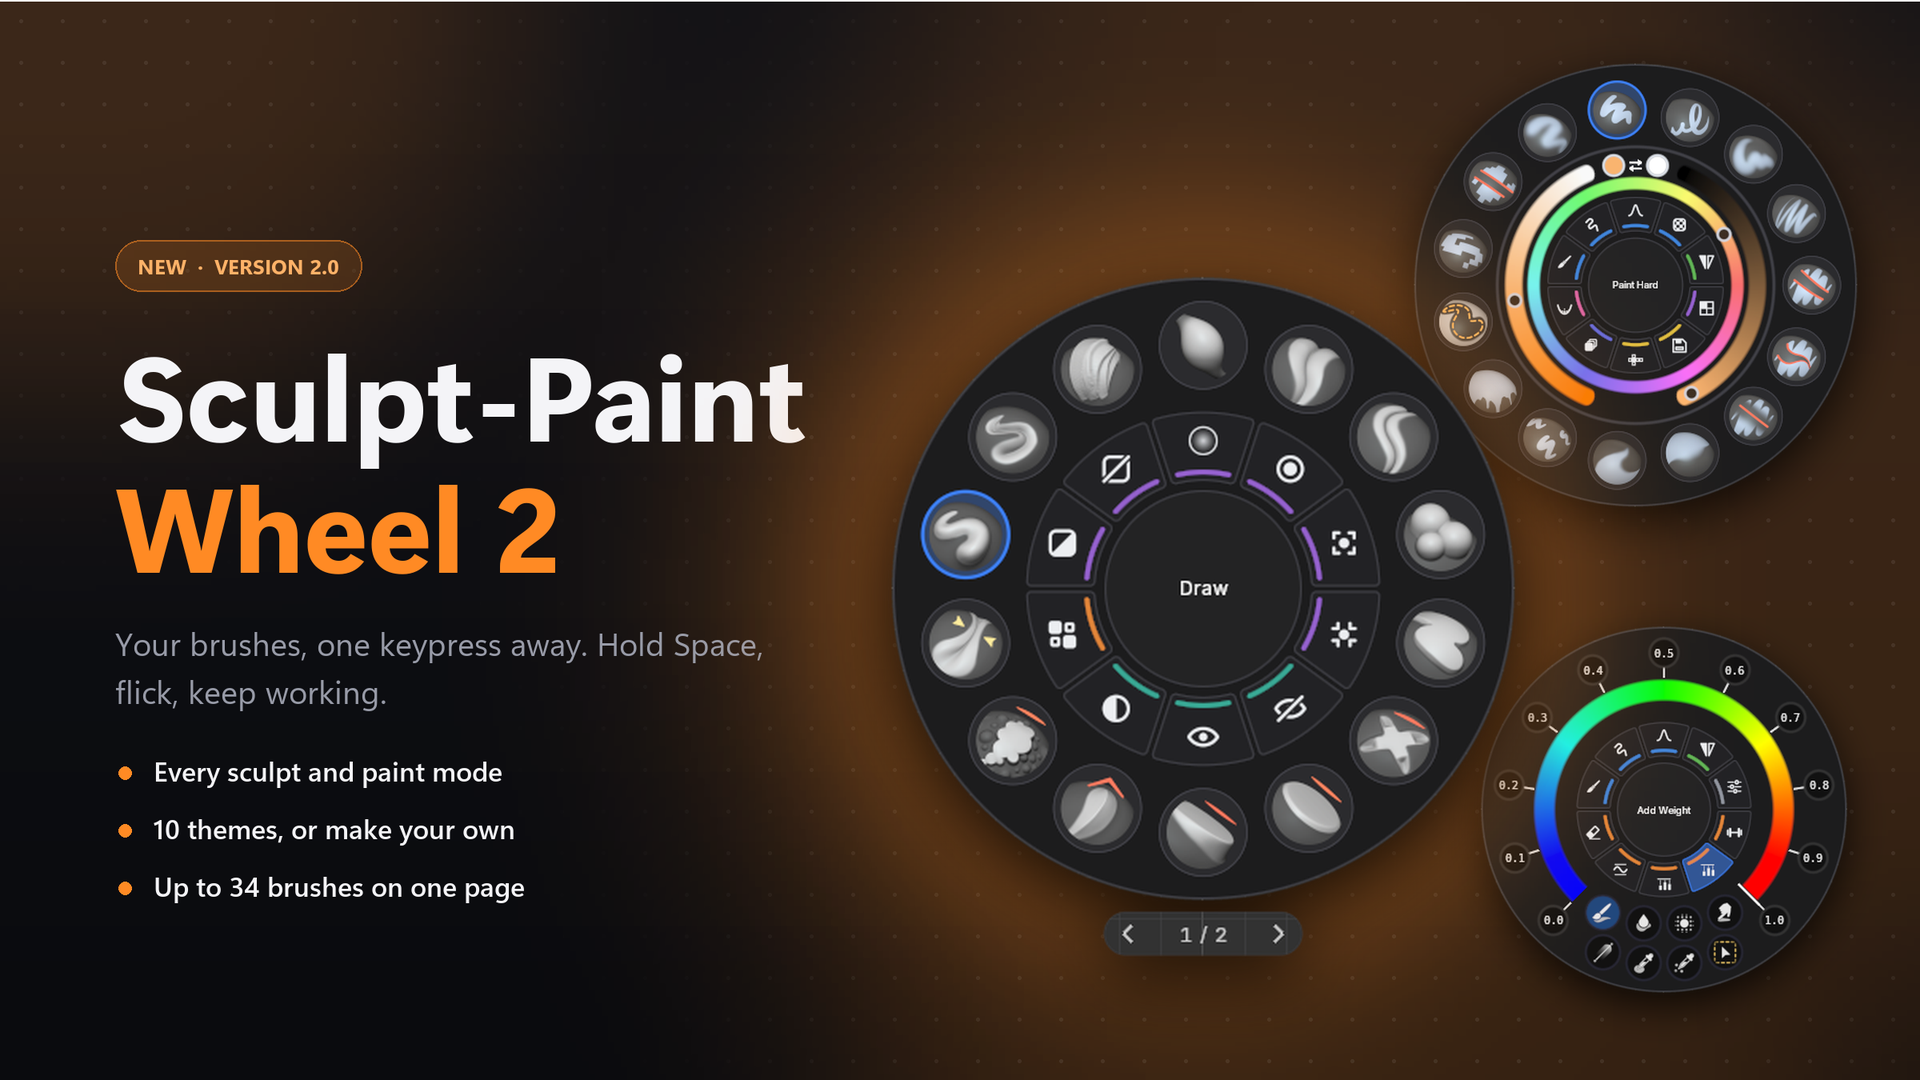 NEW · VERSION 2.0
Sculpt-Paint
Wheel 2
Your brushes, one keypress away. Hold Space,
flick, keep working.
Every sculpt and paint mode
10 themes, or make your own
Up to 34 brushes on one page
Draw
1 / 2
Paint Hard
0.5
0.4
0.6
0.3
0.7
0.2
0.8
Add Weight
0.1
0.9
0.0
1.0